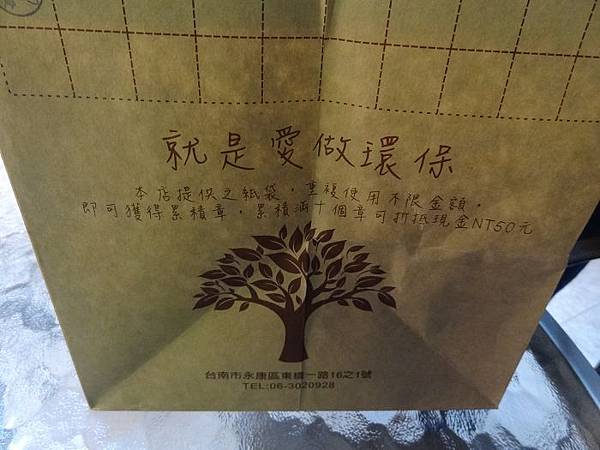 就是愛做環保
本店提供之紙袋，重複使用不限金額，
即可獲得累積章，累積滿十個章可折抵現金NT50元
台南市永康區東橋一路16之1號
TEL:06-3020928